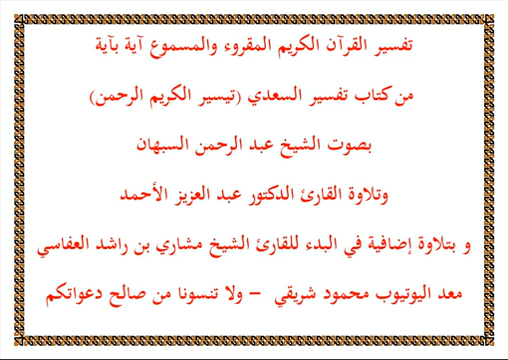 تفسير القرآن الكريم المقروء والمسموع آية بآية
من كتاب تفسير السعدي (تيسير الكريم الرحمن)
بصوت الشيخ عبد الرحمن السبهان
وتلاوة القارئ الدكتور عبد العزيز الأحمد
و بتلاوة إضافية في البدء للقارئ الشيخ مشاري بن راشد العفاسي
معد اليوتيوب محمود شريقي – ولا تنسونا من صالح دعواتكم